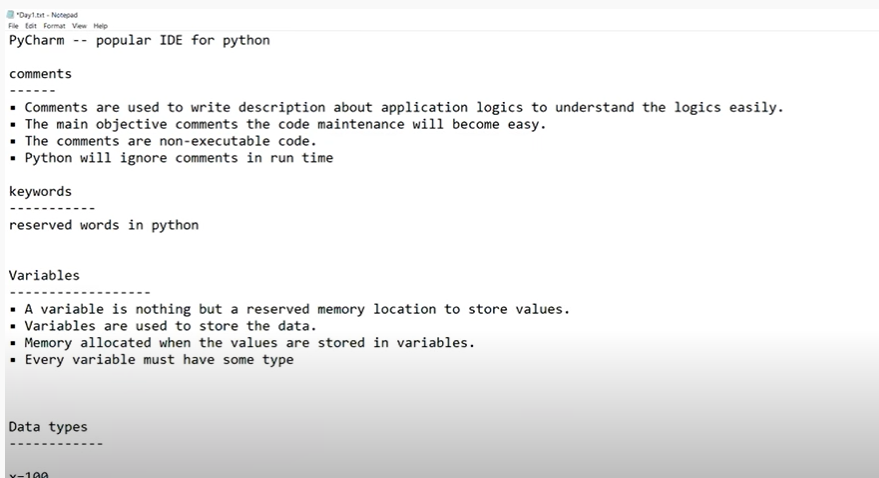 *Day1.txt - Notepad
File Edit Format View Help
PyCharm -- popular IDE for python
comments
------
▪ Comments are used to write description about application logics to understand the logics easily.
▪ The main objective comments the code maintenance will become easy.
▪ The comments are non-executable code.
▪ Python will ignore comments in run time
keywords
-----------
reserved words in python
Variables
------------------
▪ A variable is nothing but a reserved memory location to store values.
▪ Variables are used to store the data.
▪ Memory allocated when the values are stored in variables.
▪ Every variable must have some type
Data types
------------
x=100